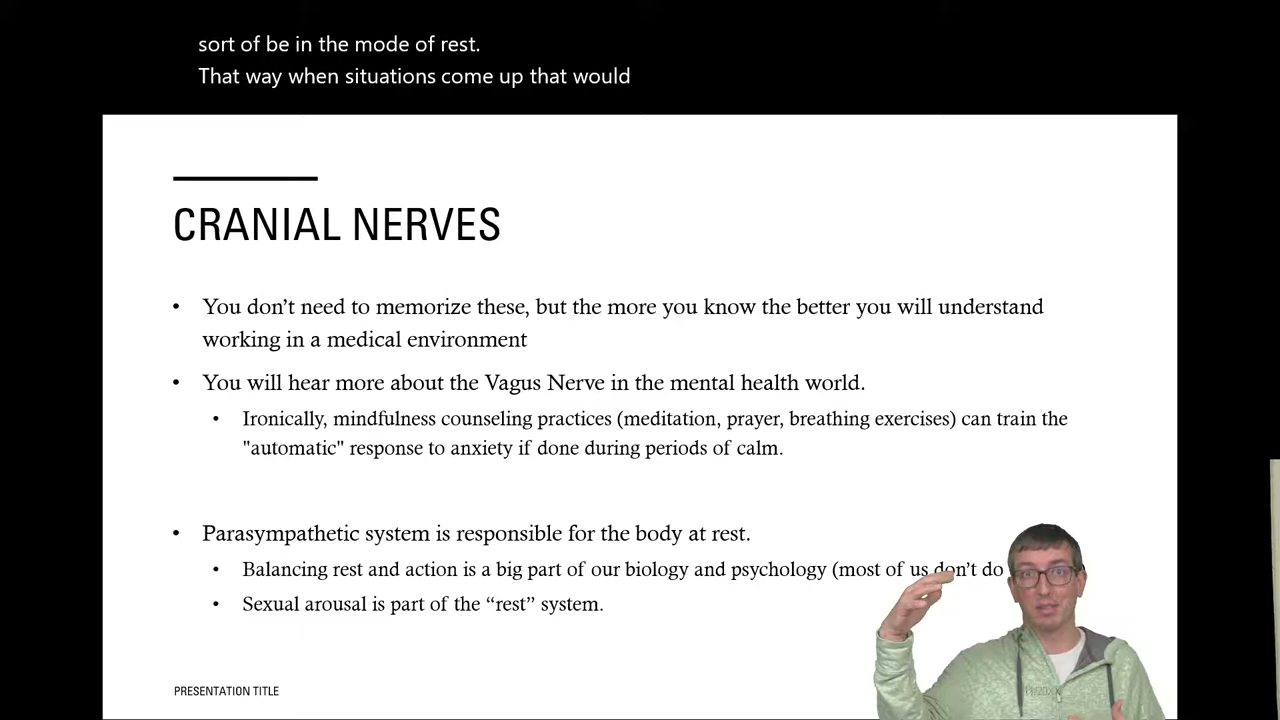 sort of be in the mode of rest.
That way when situations come up that would
CRANIAL NERVES
• You don’t need to memorize these, but the more you know the better you will understand
working in a medical environment
• You will hear more about the Vagus Nerve in the mental health world.
• Ironically, mindfulness counseling practices (meditation, prayer, breathing exercises) can train the
"automatic" response to anxiety if done during periods of calm.
• Parasympathetic system is responsible for the body at rest.
• Balancing rest and action is a big part of our biology and psychology (most of us don’t do
• Sexual arousal is part of the “rest” system.
PRESENTATION TITLE